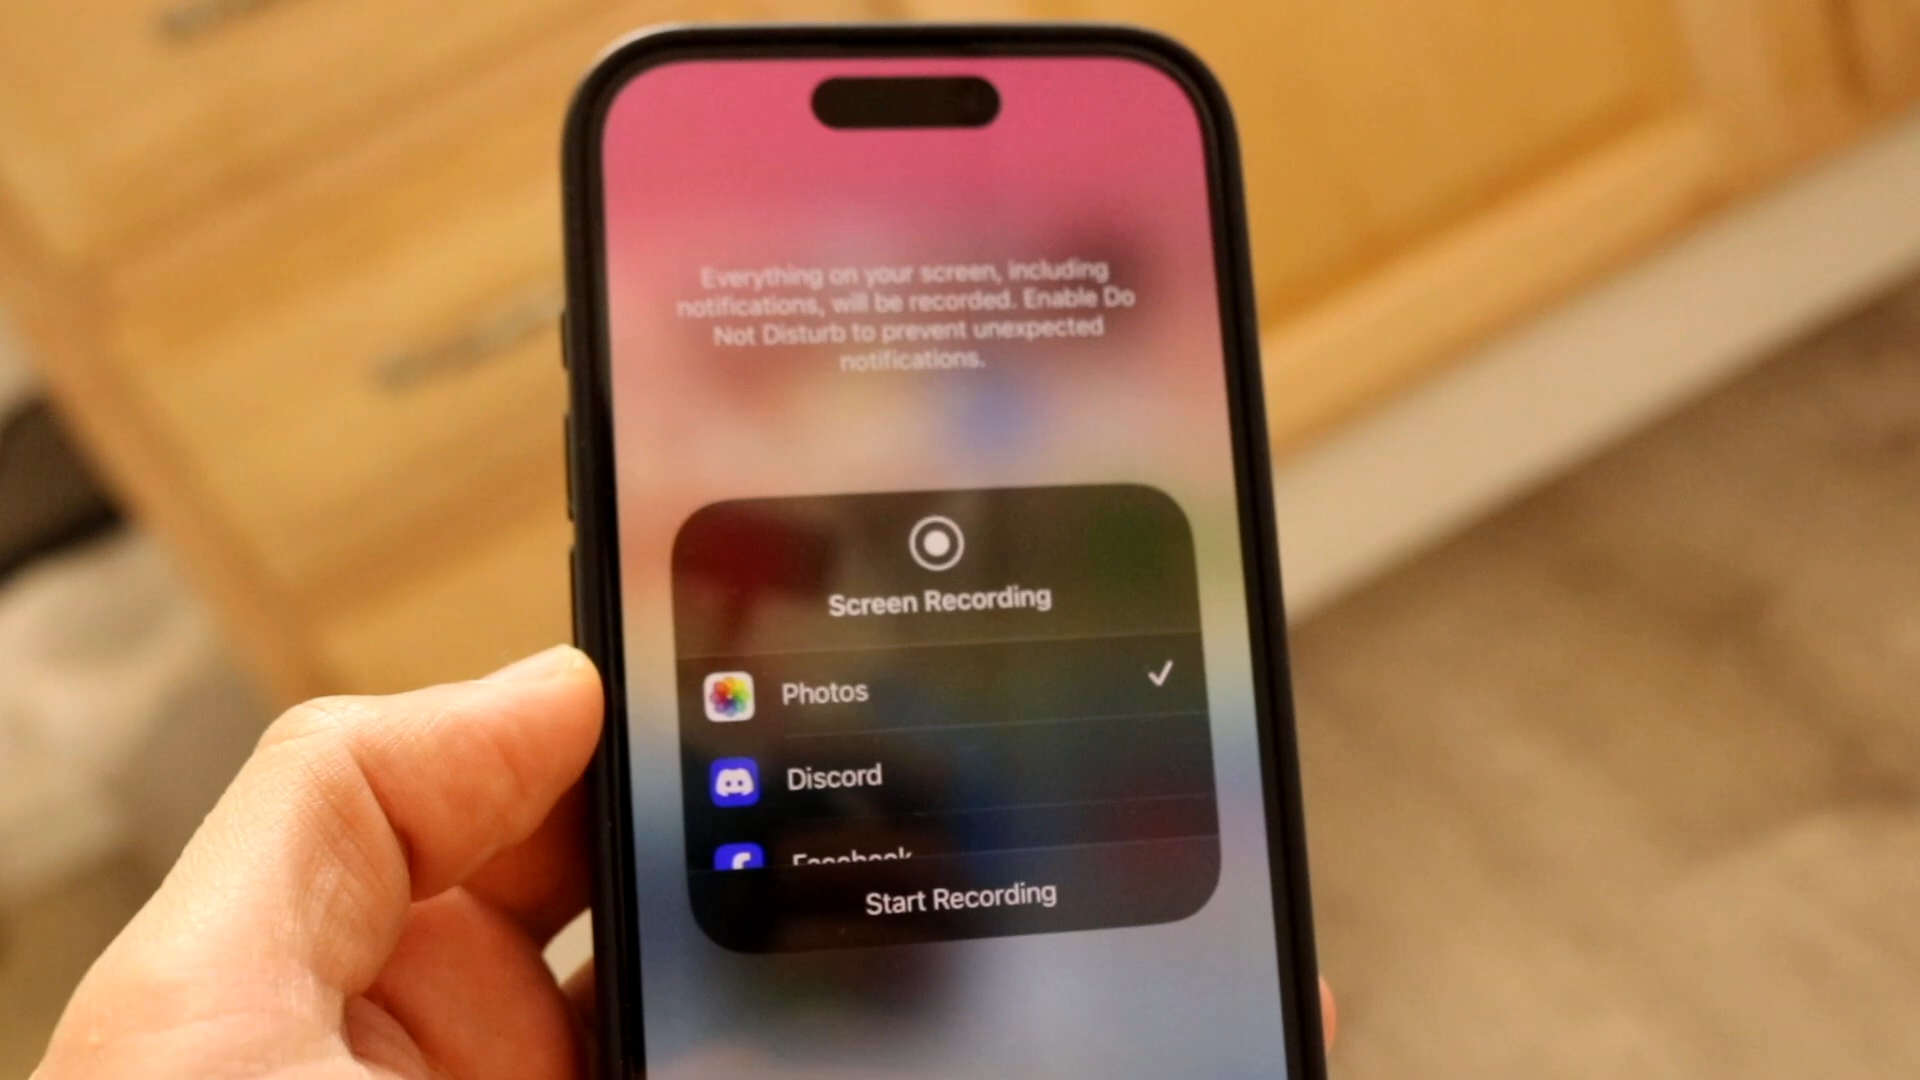 Everything on your screen, including
notifications, will be recorded. Enable Do
Not Disturb to prevent unexpected
notifications.
Screen Recording
Photos
Discord
Facebook
Start Recording